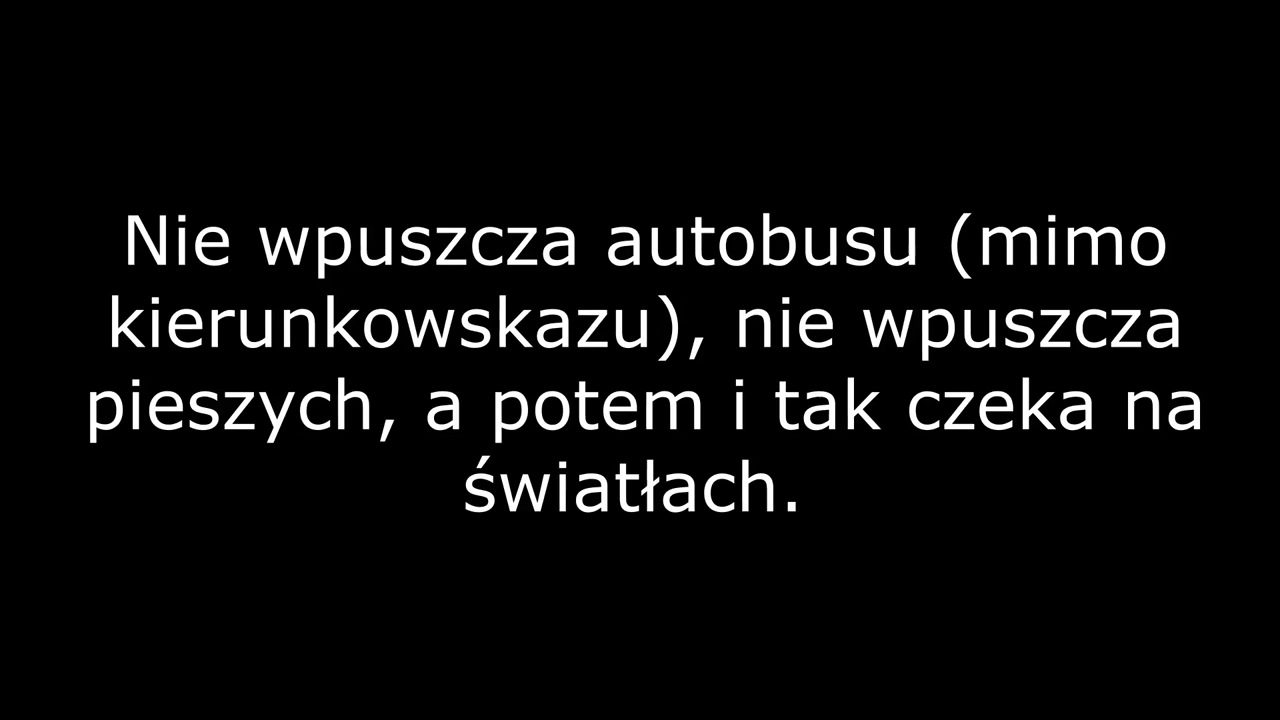 Nie wpuszcza autobusu (mimo
kierunkowskazu), nie wpuszcza
pieszych, a potem i tak czeka na
światłach.